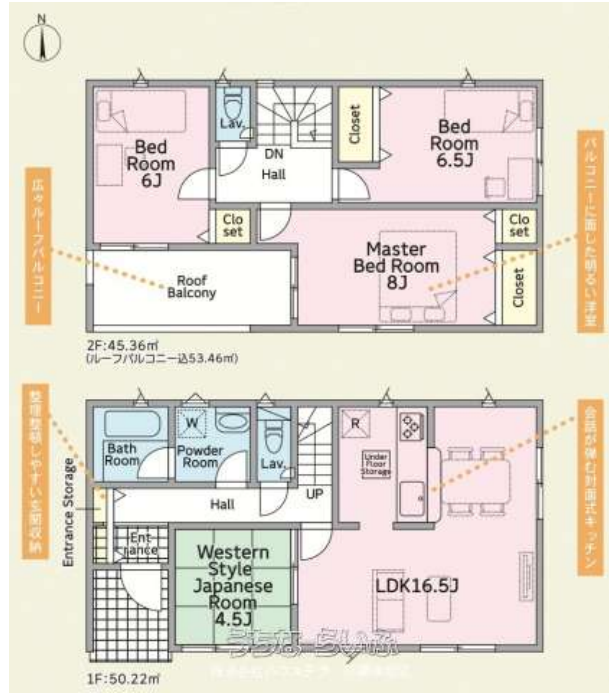 N
Bed
Room
6J
Lav.
DN
Hall
Closet
Bed
Room
6.5J
広々ルーフバルコニー
Clo
set
Roof
Balcony
Master
Bed Room
8J
Clo
set
Closet
バルコニーに面した明るい洋室
2F:45.36㎡
(ルーフバルコニー込53.46㎡)
整理整頓しやすい玄関収納
Entrance Storage
Bath
Room
W
Powder
Room
Lav.
UP
Hall
Ent
rance
R
Under
Floor
Storage
会話が弾む対面式キッチン
Western
Style
Japanese
Room
4.5J
LDK16.5J
1F:50.22㎡